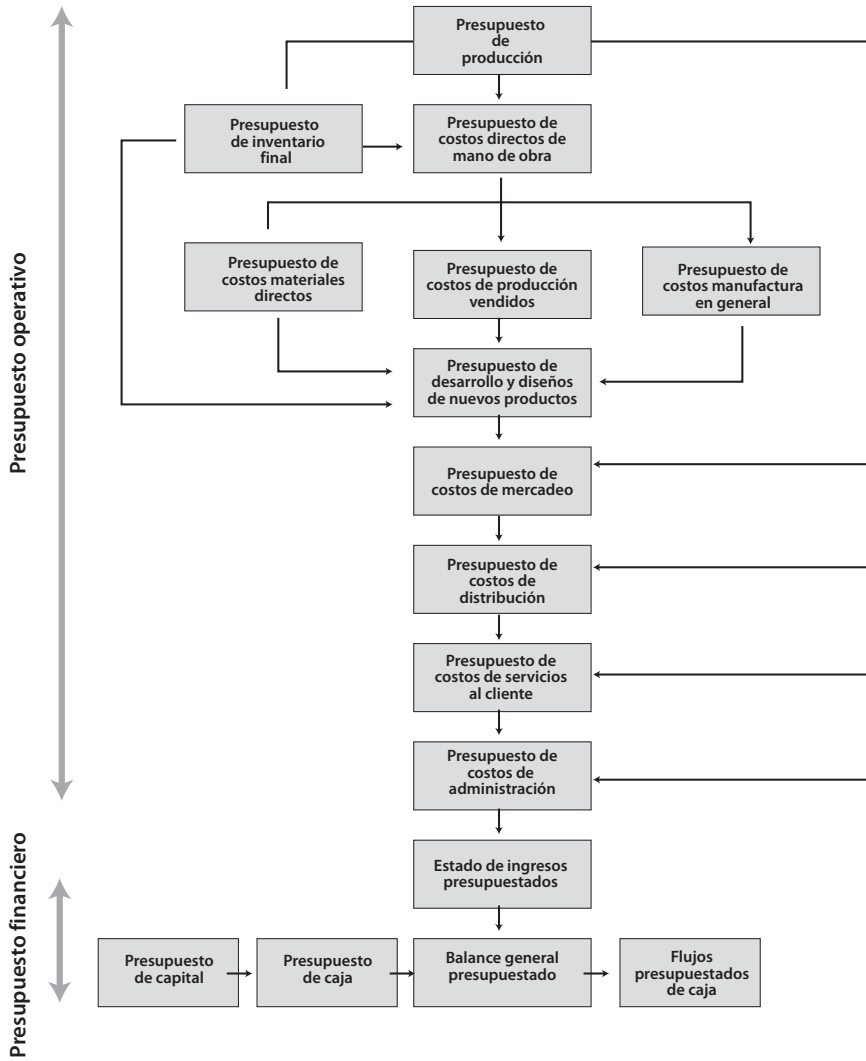 Presupuesto
de
producción
Presupuesto
de inventario
final
Presupuesto de
costos directos de
mano de obra
Presupuesto de
costos materiales
directos
Presupuesto de
costos de producción
vendidos
Presupuesto de
costos manufactura
en general
Presupuesto de
desarrollo y diseños
de nuevos productos
Presupuesto de
costos de mercadeo
Presupuesto de
costos de
distribución
Presupuesto de
costos de servicios
al cliente
Presupuesto de
costos de
administración
Presupuesto operativo
Estado de ingresos
presupuestados
Presupuesto
de capital
Presupuesto
de caja
Balance general
presupuestado
Flujos
presupuestados
de caja
Presupuesto financiero